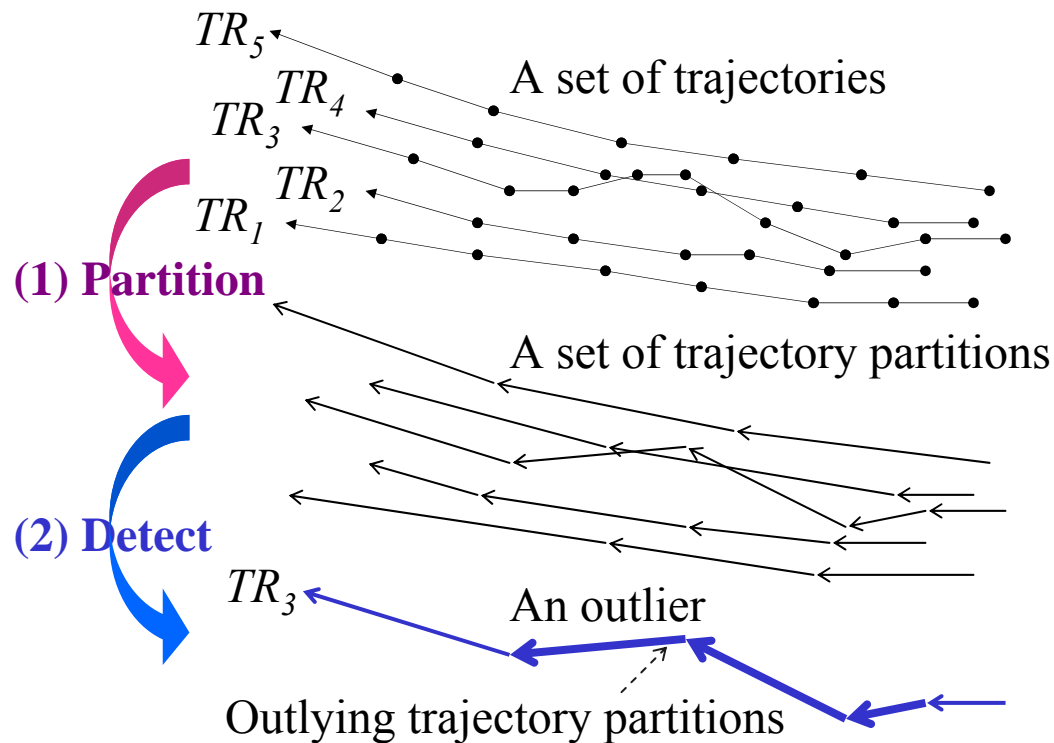 TR5
A set of trajectories
TR4
TR3
TR2
TR1
(1) Partition
A set of trajectory partitions
(2) Detect
TR3
An outlier
Outlying trajectory partitions